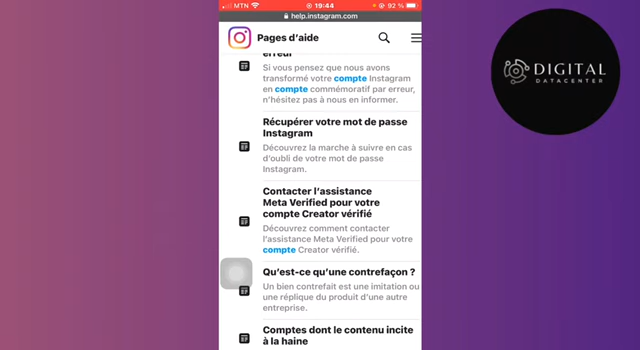 MTN 19:44 92 %
help.instagram.com
Pages d’aide
erreur
Si vous pensez que nous avons
transformé votre compte Instagram
en compte commémoratif par erreur,
n’hésitez pas à nous en informer.
Récupérer votre mot de passe
Instagram
Découvrez la marche à suivre en cas
d’oubli de votre mot de passe
Instagram.
Contacter l’assistance
Meta Verified pour votre
compte Creator vérifié
Découvrez comment contacter
l’assistance Meta Verified pour votre
compte Creator vérifié.
Qu’est-ce qu’une contrefaçon ?
Un bien contrefait est une imitation ou
une réplique du produit d’une autre
entreprise.
Comptes dont le contenu incite
à la haine
DIGITAL
DATACENTER